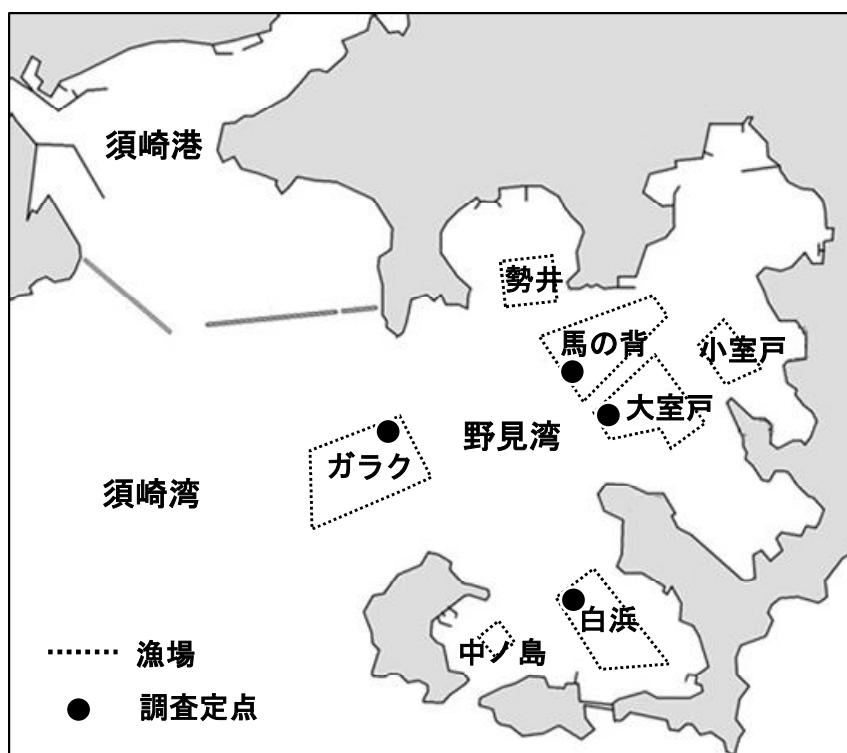 須崎港
勢井
馬の背
小室戸
大室戸
野見湾
ガラク
須崎湾
白浜
中ノ島
漁場
調査定点